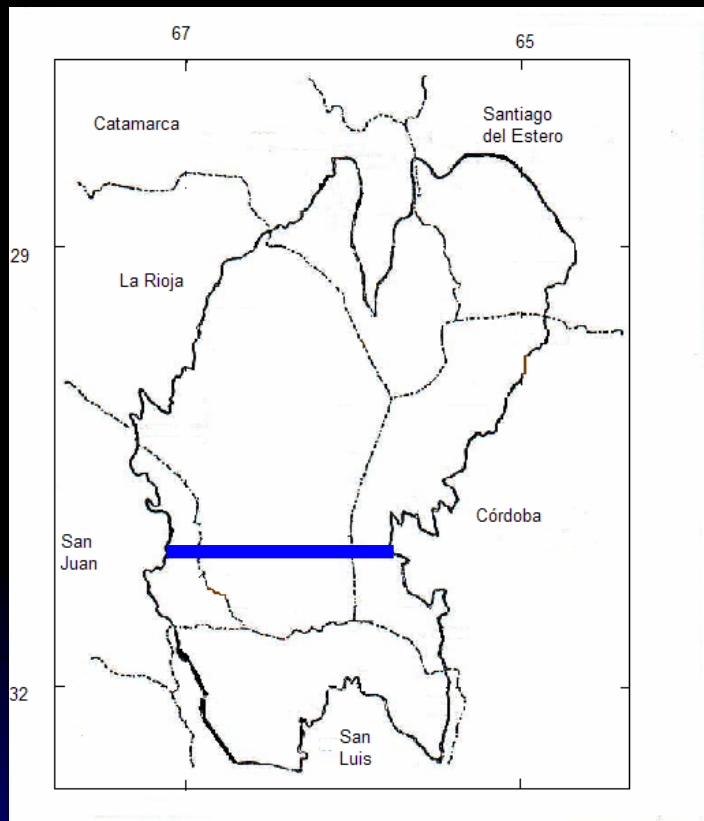 67
65
Catamarca
Santiago
del Estero
29
La Rioja
Córdoba
San
Juan
32
San
Luis